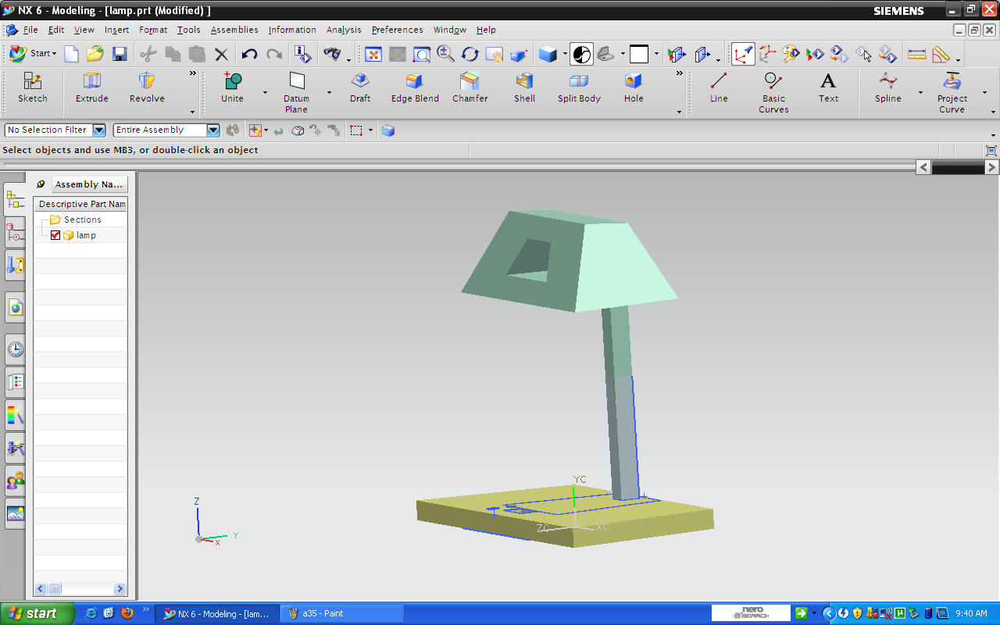 NX 6 - Modeling - [lamp.prt (Modified) ]
SIEMENS
File Edit View Insert Format Tools Assemblies Information Analysis Preferences Window Help
Start
Sketch Extrude Revolve Unite Datum Plane Draft Edge Blend Chamfer Shell Split Body Hole Line Basic Curves Text Spline Project Curve
No Selection Filter Entire Assembly
Select objects and use MB3, or double-click an object
Assembly Na...
Descriptive Part Nam
Sections
lamp
YC
ZC XC
Z
Y
X
start NX 6 - Modeling - [lam... a35 - Paint nero SEARCH 9:40 AM